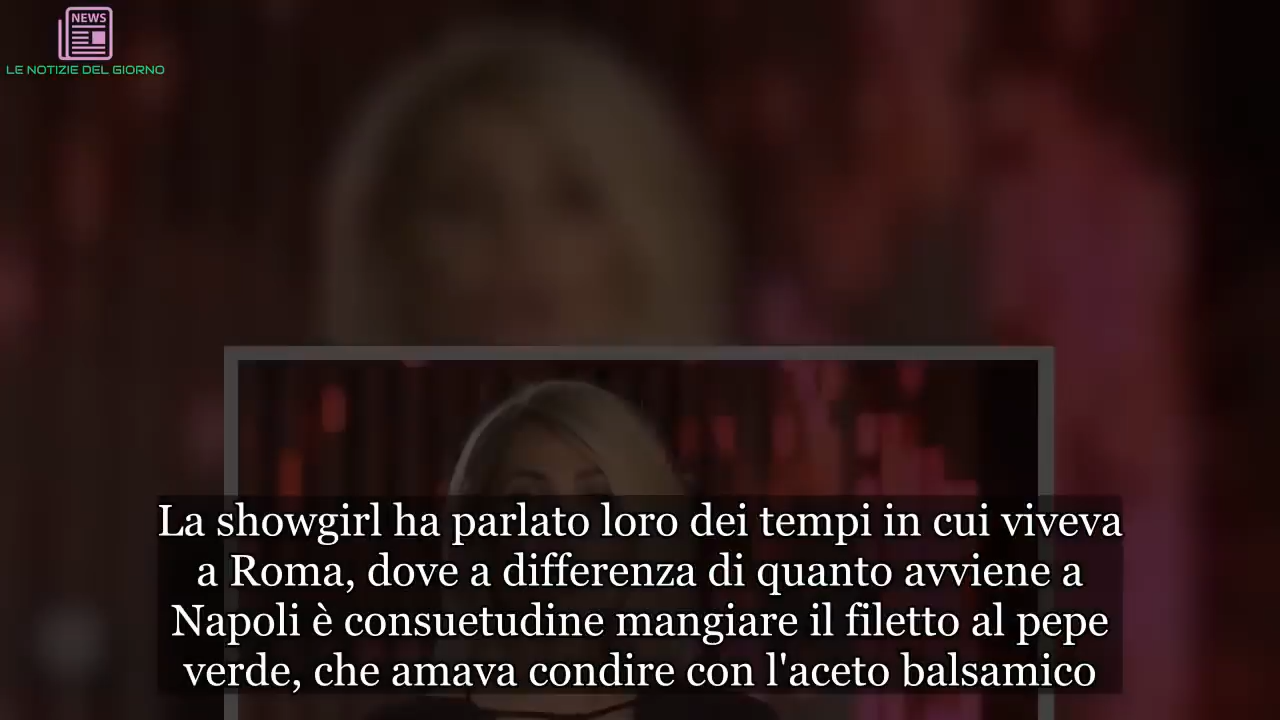 NEWS
LE NOTIZIE DEL GIORNO
La showgirl ha parlato loro dei tempi in cui viveva
a Roma, dove a differenza di quanto avviene a
Napoli è consuetudine mangiare il filetto al pepe
verde, che amava condire con l'aceto balsamico